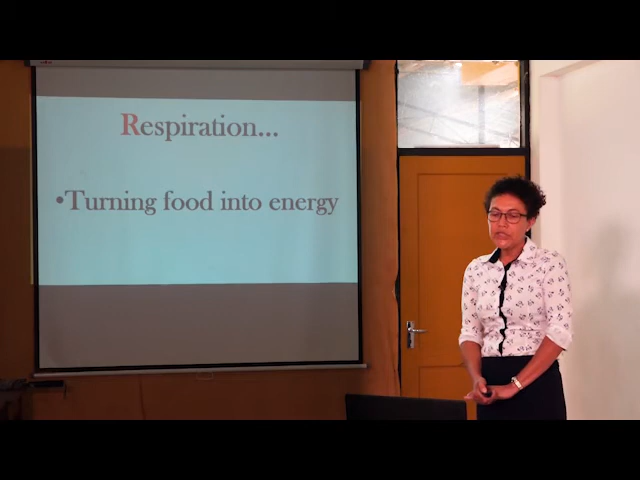 Respiration...
•Turning food into energy